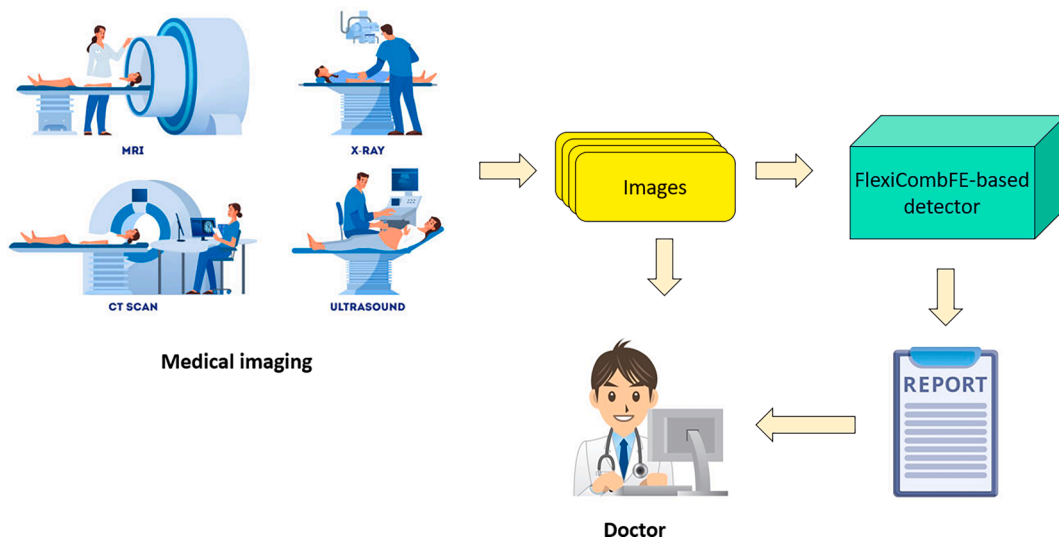 MRI
X-RAY
CT SCAN
ULTRASOUND
Medical imaging
Images
FlexiCombFE-based
detector
REPORT
Doctor